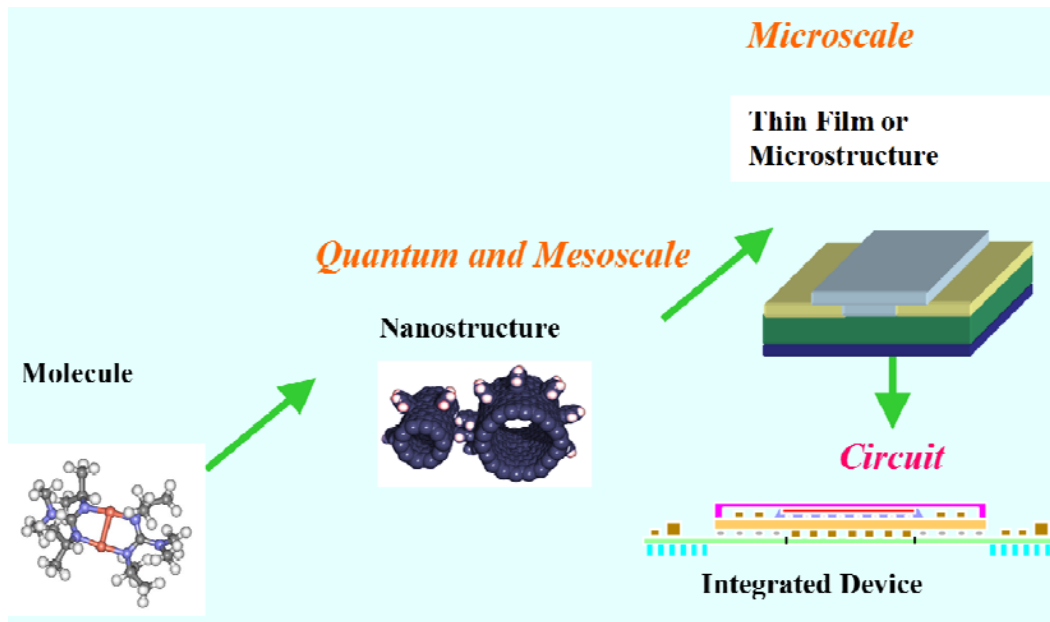 Microscale
Thin Film or
Microstructure
Quantum and Mesoscale
Nanostructure
Molecule
Circuit
Integrated Device